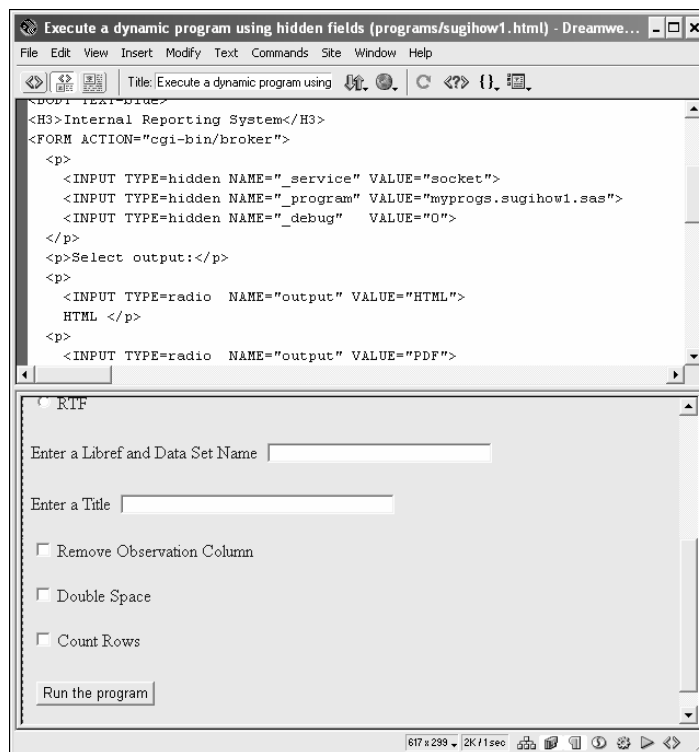 Execute a dynamic program using hidden fields (programs/sugihow1.html) - Dreamwe...
File Edit View Insert Modify Text Commands Site Window Help
Title: Execute a dynamic program using
<BODY TEXT=blue>
<H3>Internal Reporting System</H3>
<FORM ACTION="cgi-bin/broker">
<p>
<INPUT TYPE=hidden NAME="_service" VALUE="socket">
<INPUT TYPE=hidden NAME="_program" VALUE="myprogs.sugihow1.sas">
<INPUT TYPE=hidden NAME="_debug" VALUE="0">
</p>
<p>Select output:</p>
<p>
<INPUT TYPE=radio NAME="output" VALUE="HTML">
HTML </p>
<p>
<INPUT TYPE=radio NAME="output" VALUE="PDF">
RTF
Enter a Libref and Data Set Name
Enter a Title
Remove Observation Column
Double Space
Count Rows
Run the program
617 x 299 2K / 1 sec